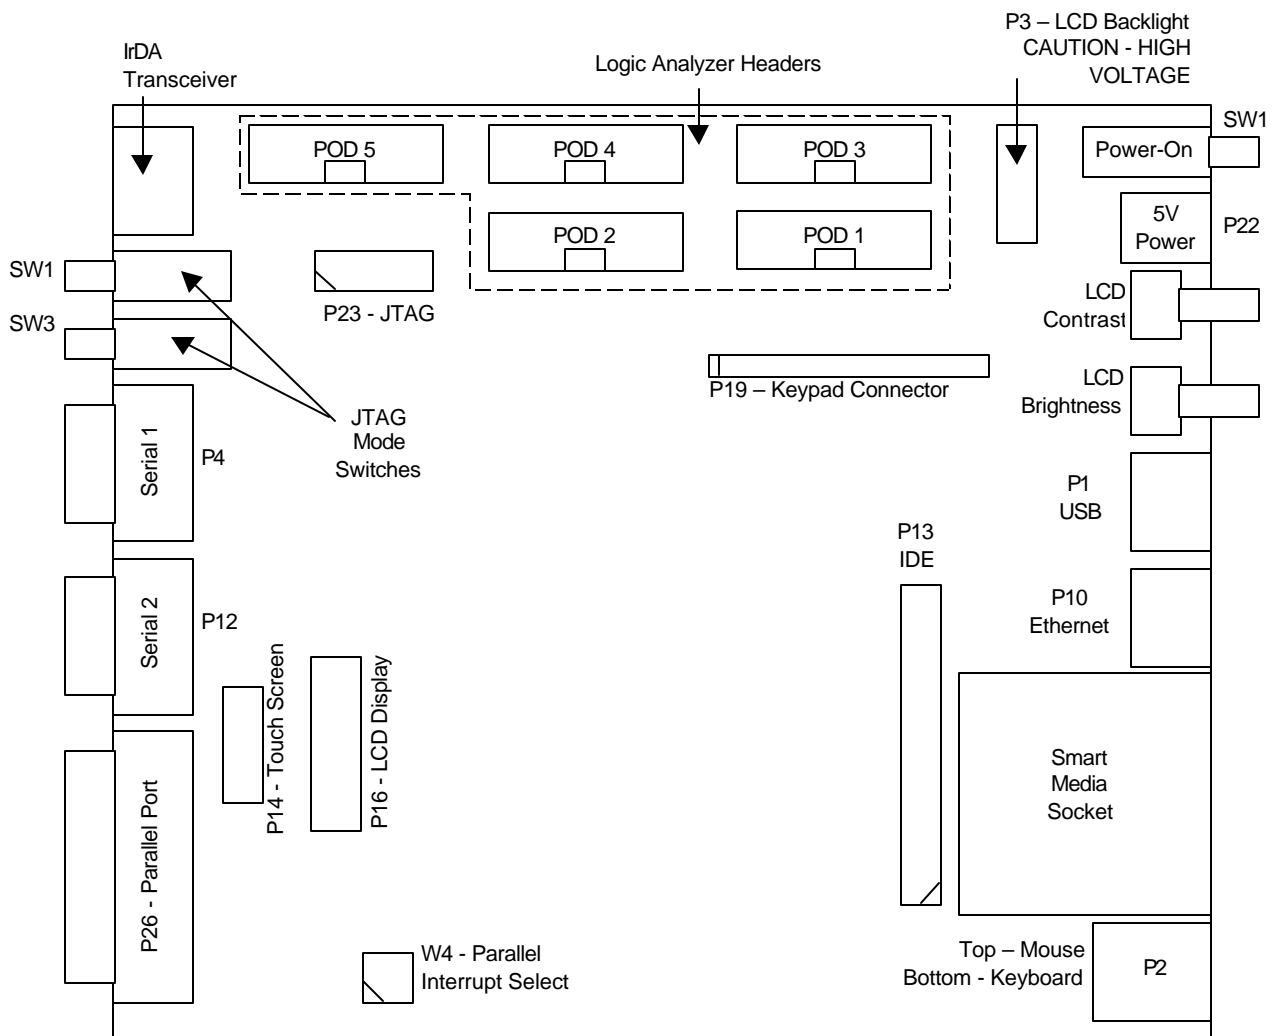 P3 – LCD Backlight
CAUTION - HIGH
VOLTAGE
IrDA
Transceiver
Logic Analyzer Headers
SW1
POD 5
POD 4
POD 3
Power-On
5V
Power
P22
POD 2
POD 1
SW1
P23 - JTAG
LCD
Contrast
SW3
P19 – Keypad Connector
LCD
Brightness
JTAG
Mode
Switches
Serial 1
P4
P1
USB
P13
IDE
P10
Ethernet
Serial 2
P12
P14 - Touch Screen
P16 - LCD Display
Smart
Media
Socket
P26 - Parallel Port
W4 - Parallel
Interrupt Select
Top – Mouse
Bottom - Keyboard
P2